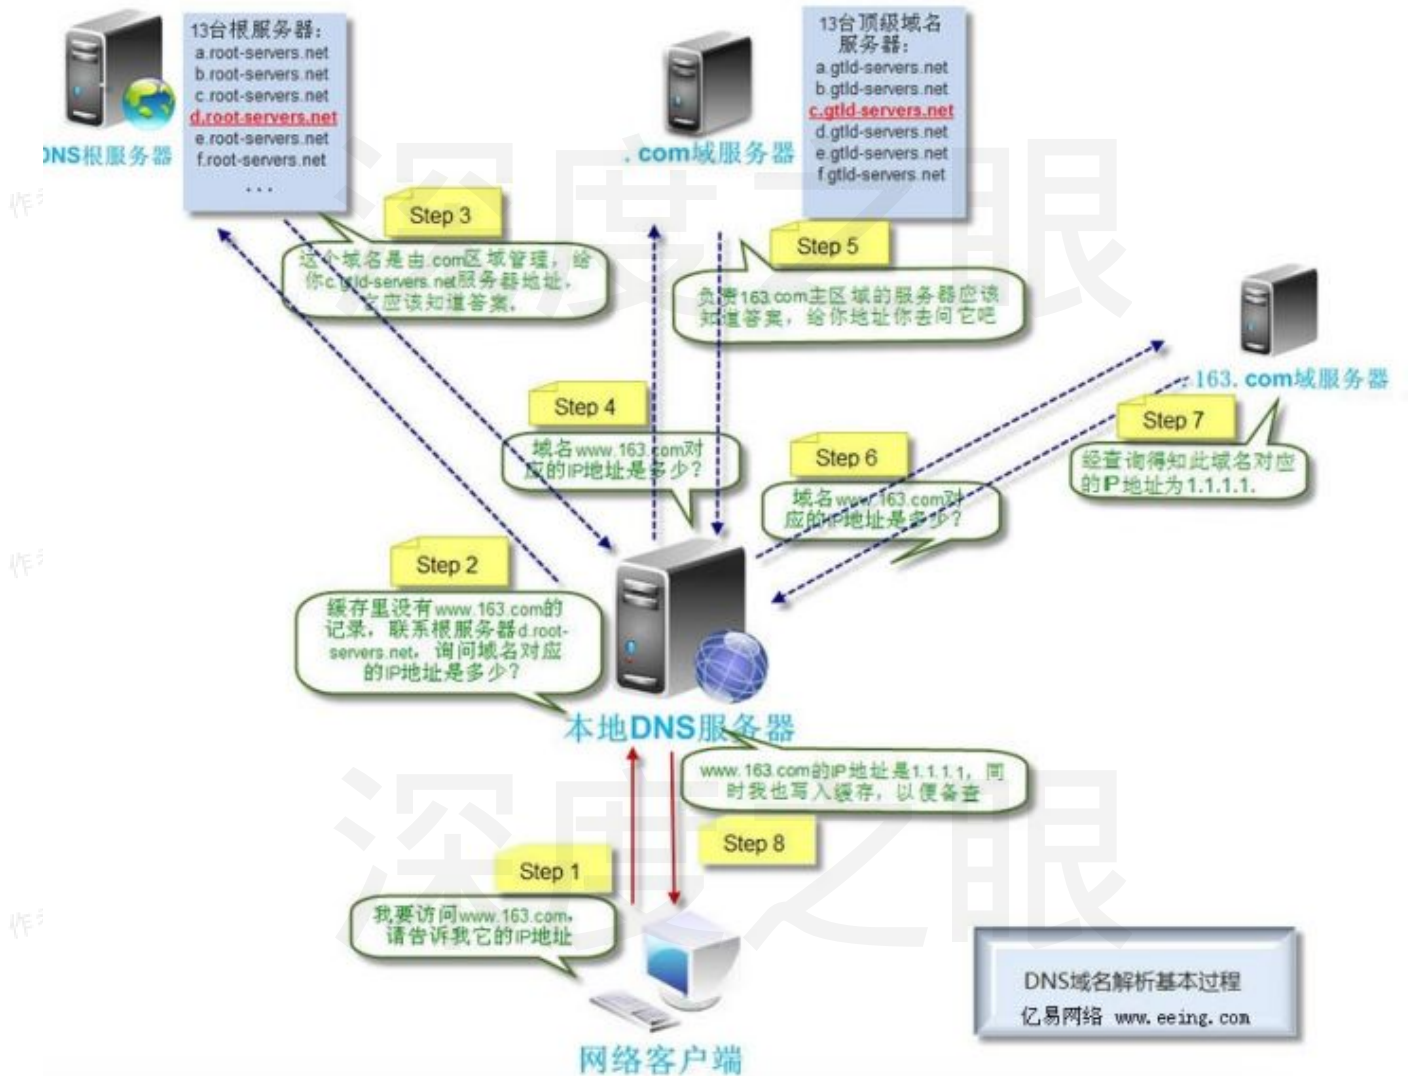 13台根服务器：
a.root-servers.net
b.root-servers.net
c.root-servers.net
d.root-servers.net
e.root-servers.net
f.root-servers.net
...
NS根服务器
13台顶级域名
服务器：
a.gtld-servers.net
b.gtld-servers.net
c.gtld-servers.net
d.gtld-servers.net
e.gtld-servers.net
f.gtld-servers.net
.com域服务器
Step 3
这个域名是由.com区域管理，给
你c.gtld-servers.net服务器地址，
它应该知道答案.
Step 5
负责163.com主区域的服务器应该
知道答案，给你地址你去问它吧
.163.com域服务器
Step 4
域名www.163.com对
应的IP地址是多少？
Step 6
域名www.163.com对
应的IP地址是多少？
Step 7
经查询得知此域名对应
的IP地址为1.1.1.1.
Step 2
缓存里没有www.163.com的
记录，联系根服务器d.root-
servers.net，询问域名对应
的IP地址是多少？
本地DNS服务器
www.163.com的IP地址是1.1.1.1，同
时我也写入缓存，以便备查
Step 8
Step 1
我要访问www.163.com，
请告诉我它的IP地址
网络客户端
DNS域名解析基本过程
亿易网络 www.eeing.com
深度之眼
深度之眼
作
作
作